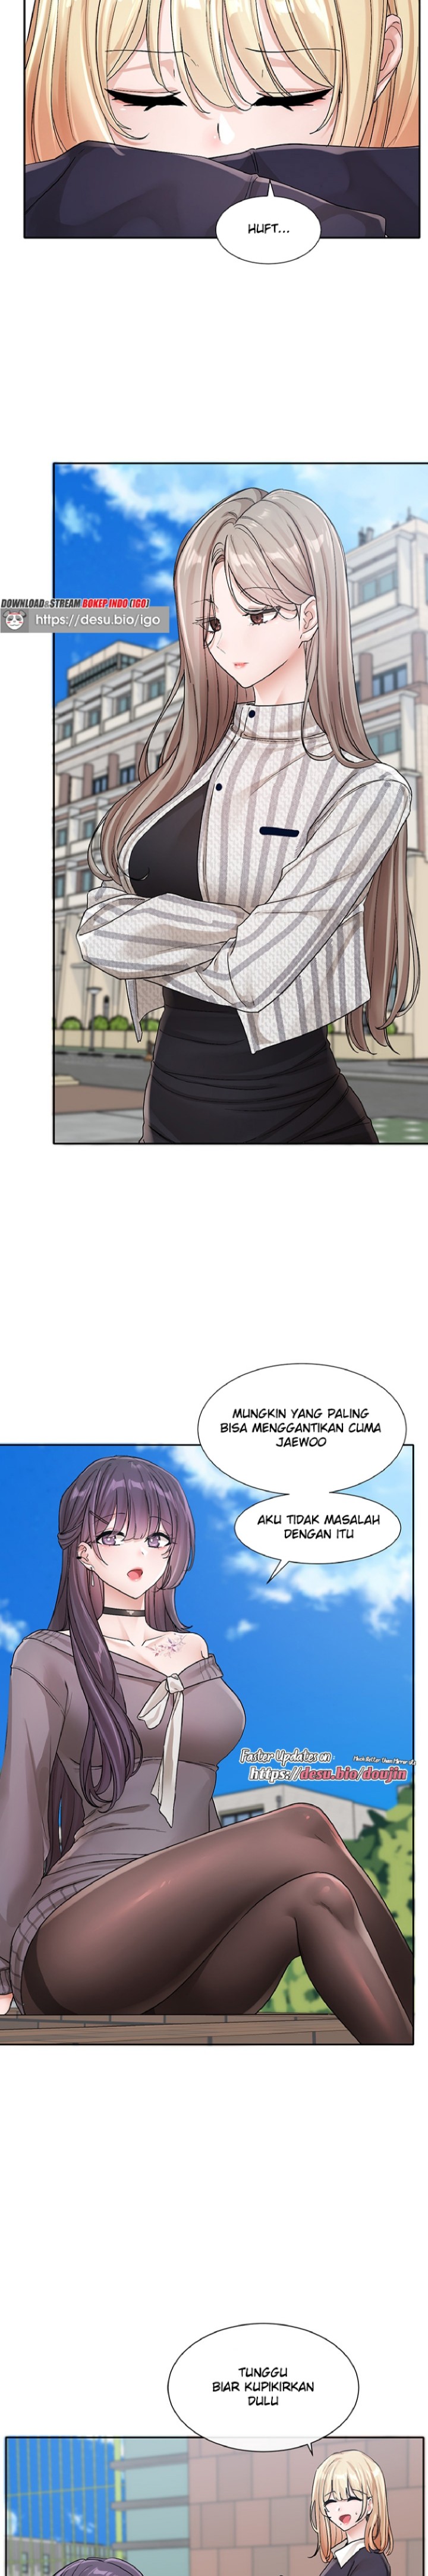 HUFT...
DOWNLOAD&STREAM BOKEP INDO (IGO)
https://desu.bio/igo
MUNGKIN YANG PALING
BISA MENGGANTIKAN CUMA
JAEWOO
AKU TIDAK MASALAH
DENGAN ITU
Faster Updates on
https://desu.bio/doujin
TUNGGU
BIAR KUPIKIRKAN
DULU